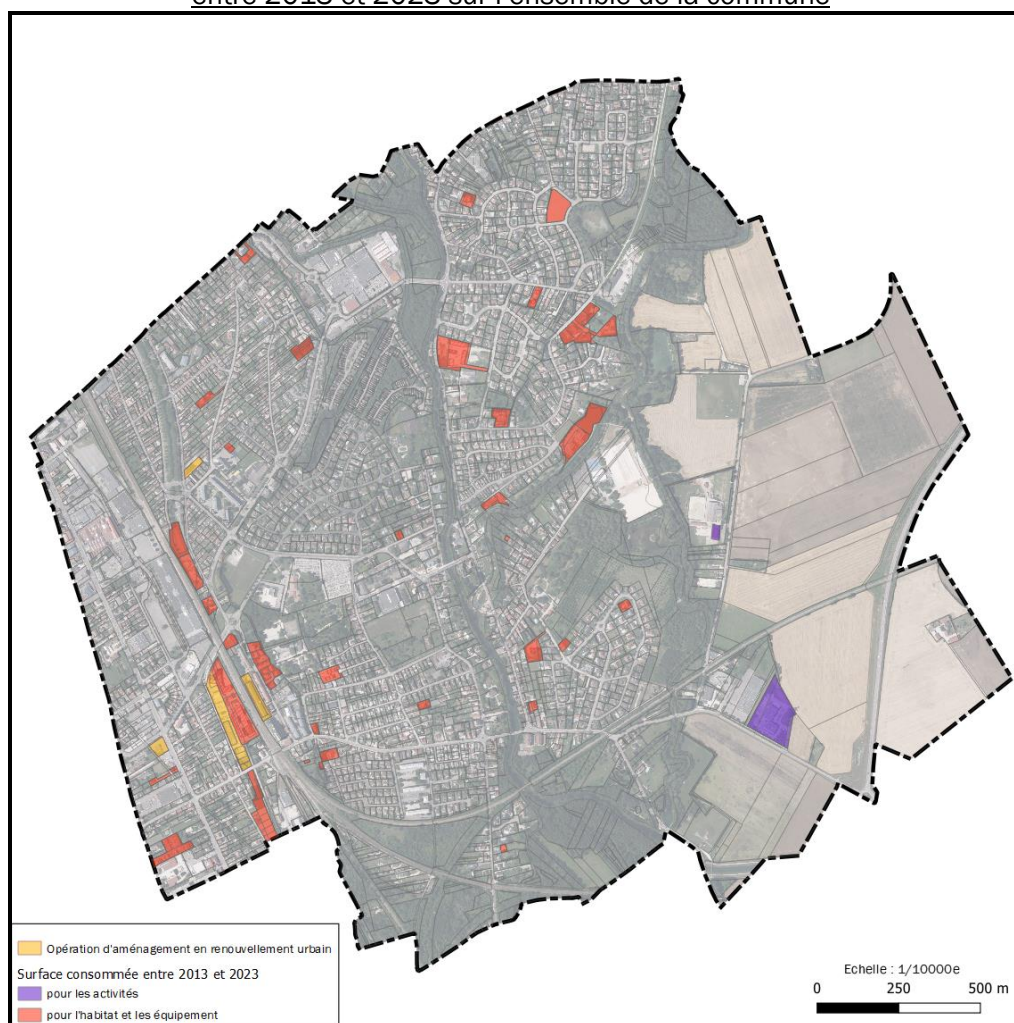 entre 2013 et 2023 sur l'ensemble de la commune
Opération d'aménagement en renouvellement urbain
Surface consommée entre 2013 et 2023
pour les activités
pour l'habitat et les équipement
Echelle : 1/10000e
0 250 500 m